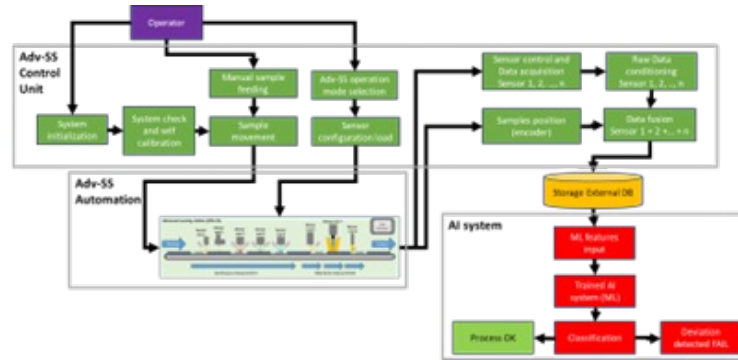 Operator
Adv-SS
Control
Unit
Manual sample
feeding
Adv-SS operation
mode selection
Sensor control and
Data acquisition
Sensor 1, 2, ..., n
Raw Data
conditioning
Sensor 1, 2, .., n
System
initialization
System check
and self
calibration
Sample
movement
Sensor
configuration load
Samples position
(encoder)
Data fusion
Sensor 1 + 2 +... + n
Adv-SS
Automation
Storage External DB
AI system
ML features
input
Trained AI
system (ML)
Process OK
Classification
Deviation
detected FAIL